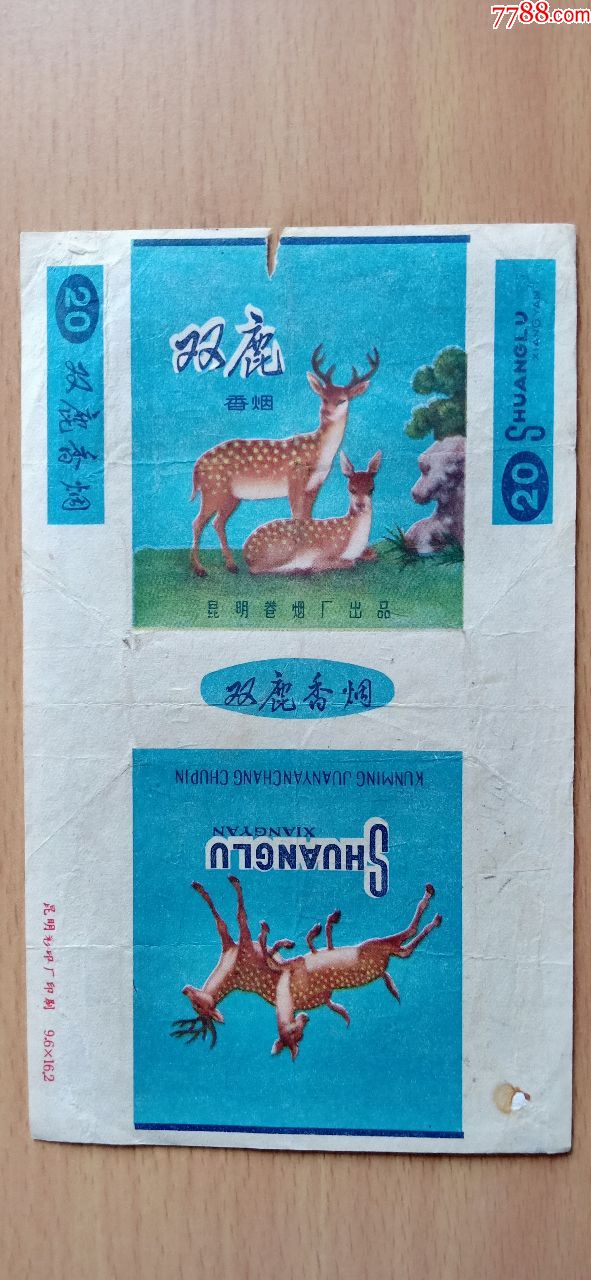 7788.com
双鹿
香烟
昆明卷烟厂出品
20 双鹿香烟
20 SHUANGLU
XIANGYAN
双鹿香烟
KUNMING JUANYANCHANG CHUPIN
SHUANGLU
XIANGYAN
昆明彩印厂印制 9.6×16.2